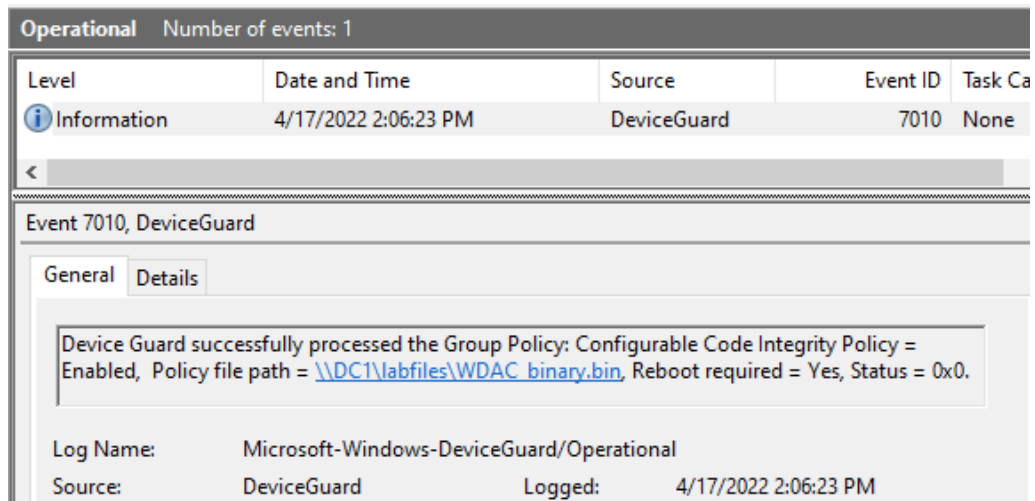 Operational Number of events: 1
Level Date and Time Source Event ID Task Ca
Information 4/17/2022 2:06:23 PM DeviceGuard 7010 None
Event 7010, DeviceGuard
General Details
Device Guard successfully processed the Group Policy: Configurable Code Integrity Policy =
Enabled, Policy file path = \\DC1\labfiles\WDAC_binary.bin, Reboot required = Yes, Status = 0x0.
Log Name: Microsoft-Windows-DeviceGuard/Operational
Source: DeviceGuard Logged: 4/17/2022 2:06:23 PM